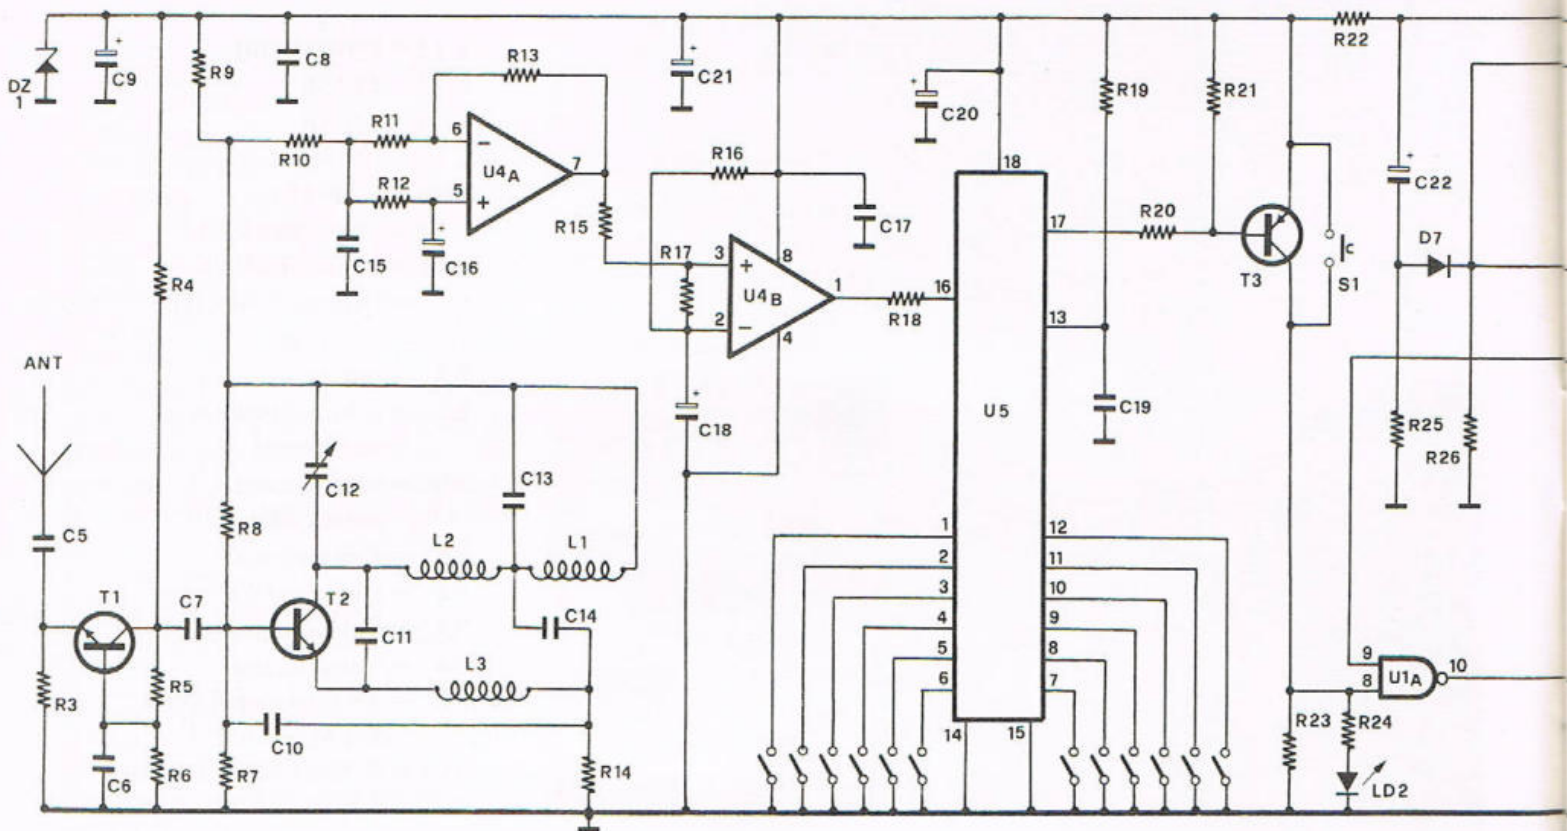 R22
R13
C9
C8
R9
C21
DZ
1
C20
R19
R21
R11
6
−
7
U4A
R10
R12
5
+
R16
18
C22
R15
C17
17
R20
D7
C15
C16
R17
3
+
8
U4B
1
2
−
4
R4
R18
16
T3
c
S1
13
ANT
C18
U5
C19
R25
R26
C12
C13
R8
C5
L2
L1
1
2
3
4
5
6
12
11
10
9
8
7
T1
C7
T2
C11
C14
L3
9
8
U1A
10
R3
R5
C10
14
15
R23
R24
C6
R6
R7
R14
LD2